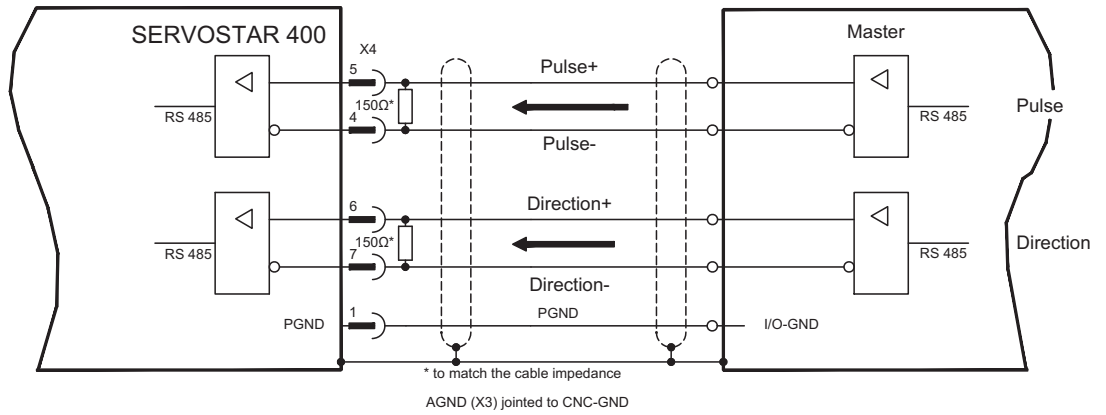 SERVOSTAR 400
X4
Master
5
Pulse+
150Ω*
RS 485
RS 485
Pulse
4
Pulse-
6
Direction+
150Ω*
RS 485
RS 485
Direction
7
Direction-
PGND
1
PGND
I/O-GND
* to match the cable impedance
AGND (X3) jointed to CNC-GND